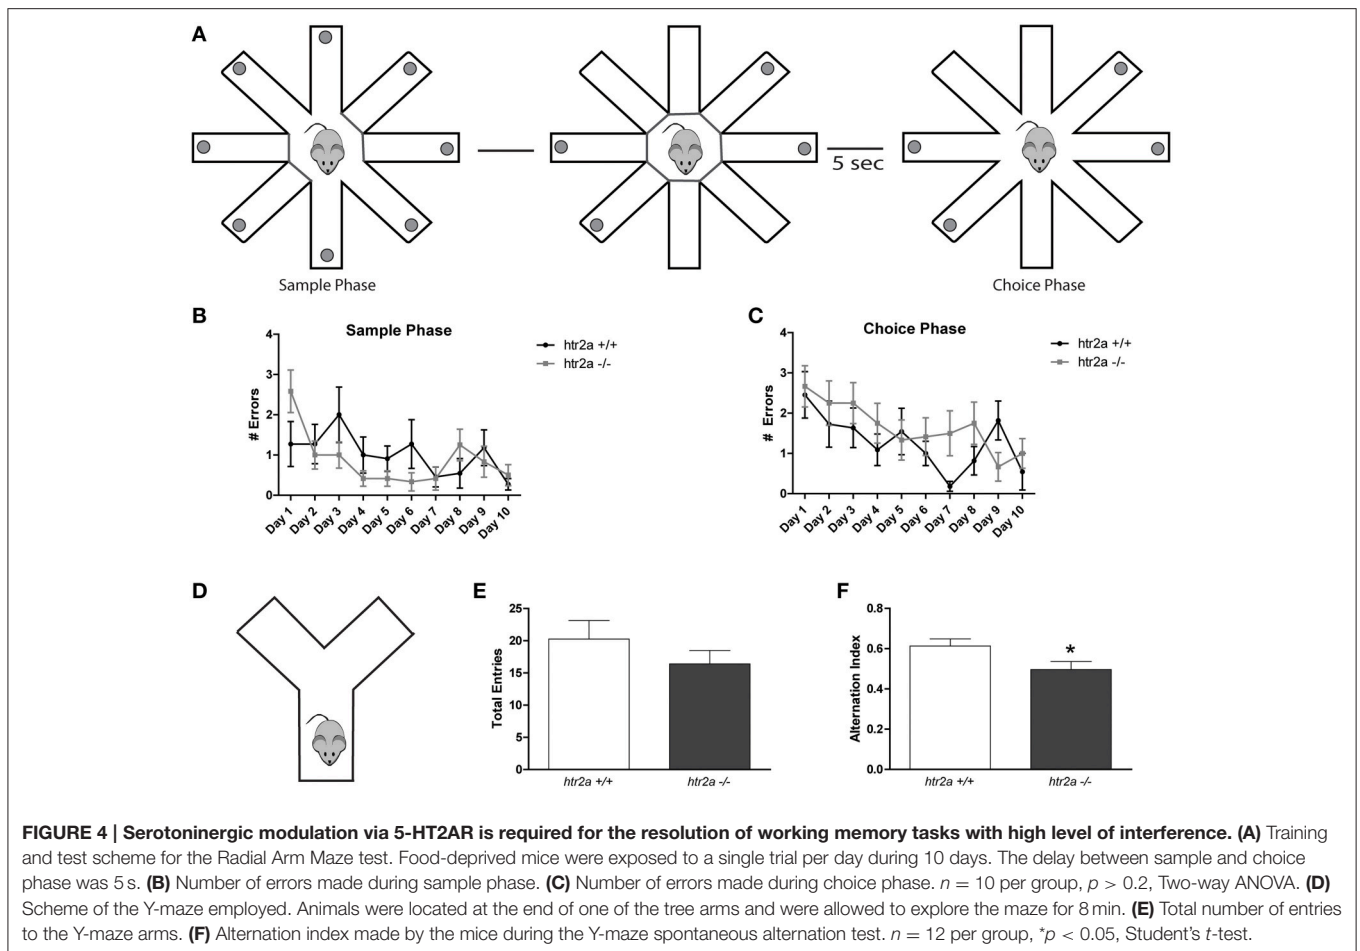 A
5 sec
Sample Phase
Choice Phase
B
Sample Phase
# Errors
4
3
2
1
0
Day 1
Day 2
Day 3
Day 4
Day 5
Day 6
Day 7
Day 8
Day 9
Day 10
htr2a +/+
htr2a -/-
C
Choice Phase
# Errors
4
3
2
1
0
Day 1
Day 2
Day 3
Day 4
Day 5
Day 6
Day 7
Day 8
Day 9
Day 10
htr2a +/+
htr2a -/-
D
E
Total Entries
25
20
15
10
5
0
htr2a +/+
htr2a -/-
F
Alternation Index
0.8
0.6
0.4
0.2
0.0
*
htr2a +/+
htr2a -/-
FIGURE 4 | Serotoninergic modulation via 5-HT2AR is required for the resolution of working memory tasks with high level of interference. (A) Training
and test scheme for the Radial Arm Maze test. Food-deprived mice were exposed to a single trial per day during 10 days. The delay between sample and choice
phase was 5 s. (B) Number of errors made during sample phase. (C) Number of errors made during choice phase. n = 10 per group, p > 0.2, Two-way ANOVA. (D)
Scheme of the Y-maze employed. Animals were located at the end of one of the tree arms and were allowed to explore the maze for 8 min. (E) Total number of entries
to the Y-maze arms. (F) Alternation index made by the mice during the Y-maze spontaneous alternation test. n = 12 per group, *p < 0.05, Student's t-test.